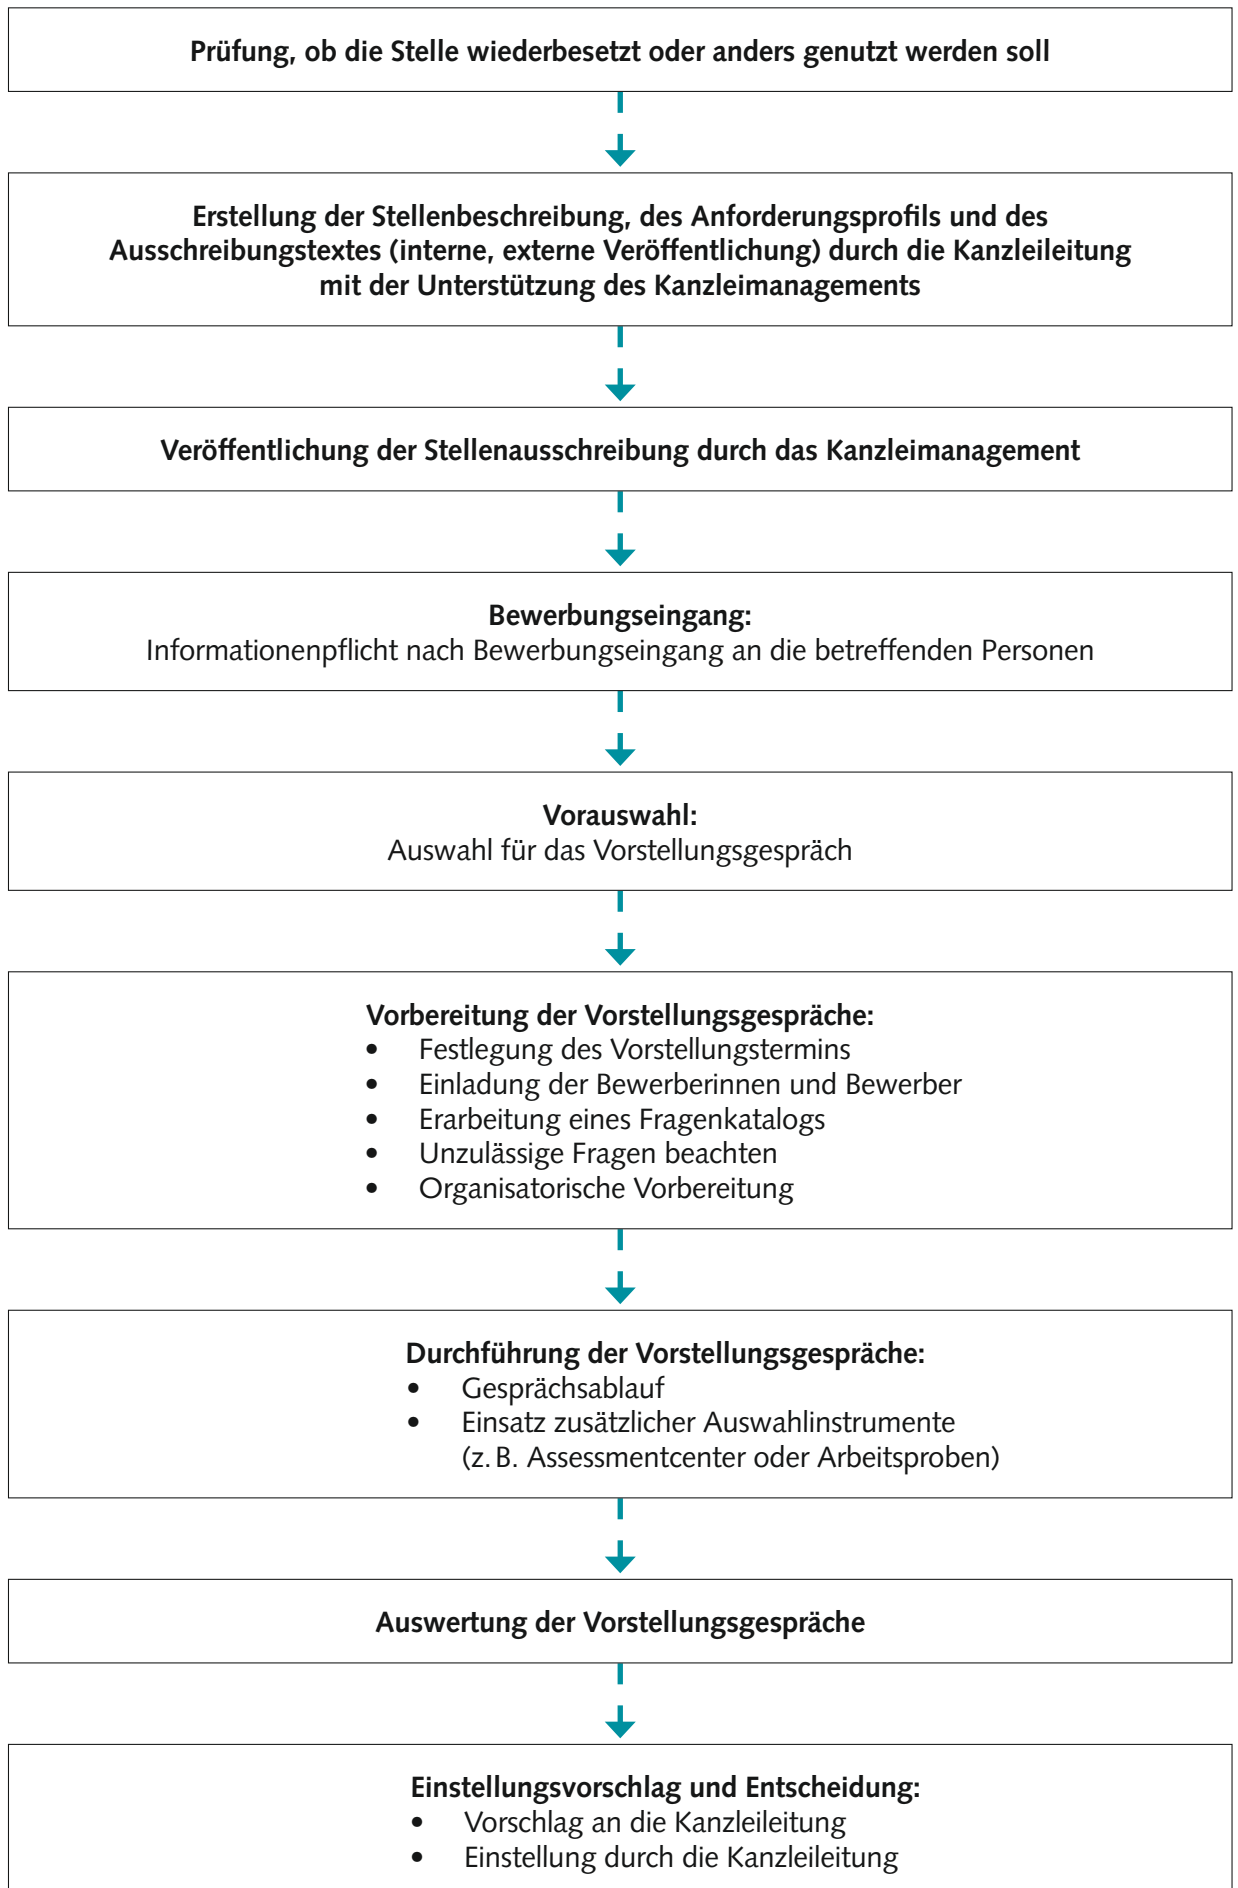 Prüfung, ob die Stelle wiederbesetzt oder anders genutzt werden soll
Erstellung der Stellenbeschreibung, des Anforderungsprofils und des
Ausschreibungstextes (interne, externe Veröffentlichung) durch die Kanzleileitung
mit der Unterstützung des Kanzleimanagements
Veröffentlichung der Stellenausschreibung durch das Kanzleimanagement
Bewerbungseingang:
Informationenpflicht nach Bewerbungseingang an die betreffenden Personen
Vorauswahl:
Auswahl für das Vorstellungsgespräch
Vorbereitung der Vorstellungsgespräche:
• Festlegung des Vorstellungstermins
• Einladung der Bewerberinnen und Bewerber
• Erarbeitung eines Fragenkatalogs
• Unzulässige Fragen beachten
• Organisatorische Vorbereitung
Durchführung der Vorstellungsgespräche:
• Gesprächsablauf
• Einsatz zusätzlicher Auswahlinstrumente
(z. B. Assessmentcenter oder Arbeitsproben)
Auswertung der Vorstellungsgespräche
Einstellungsvorschlag und Entscheidung:
• Vorschlag an die Kanzleileitung
• Einstellung durch die Kanzleileitung